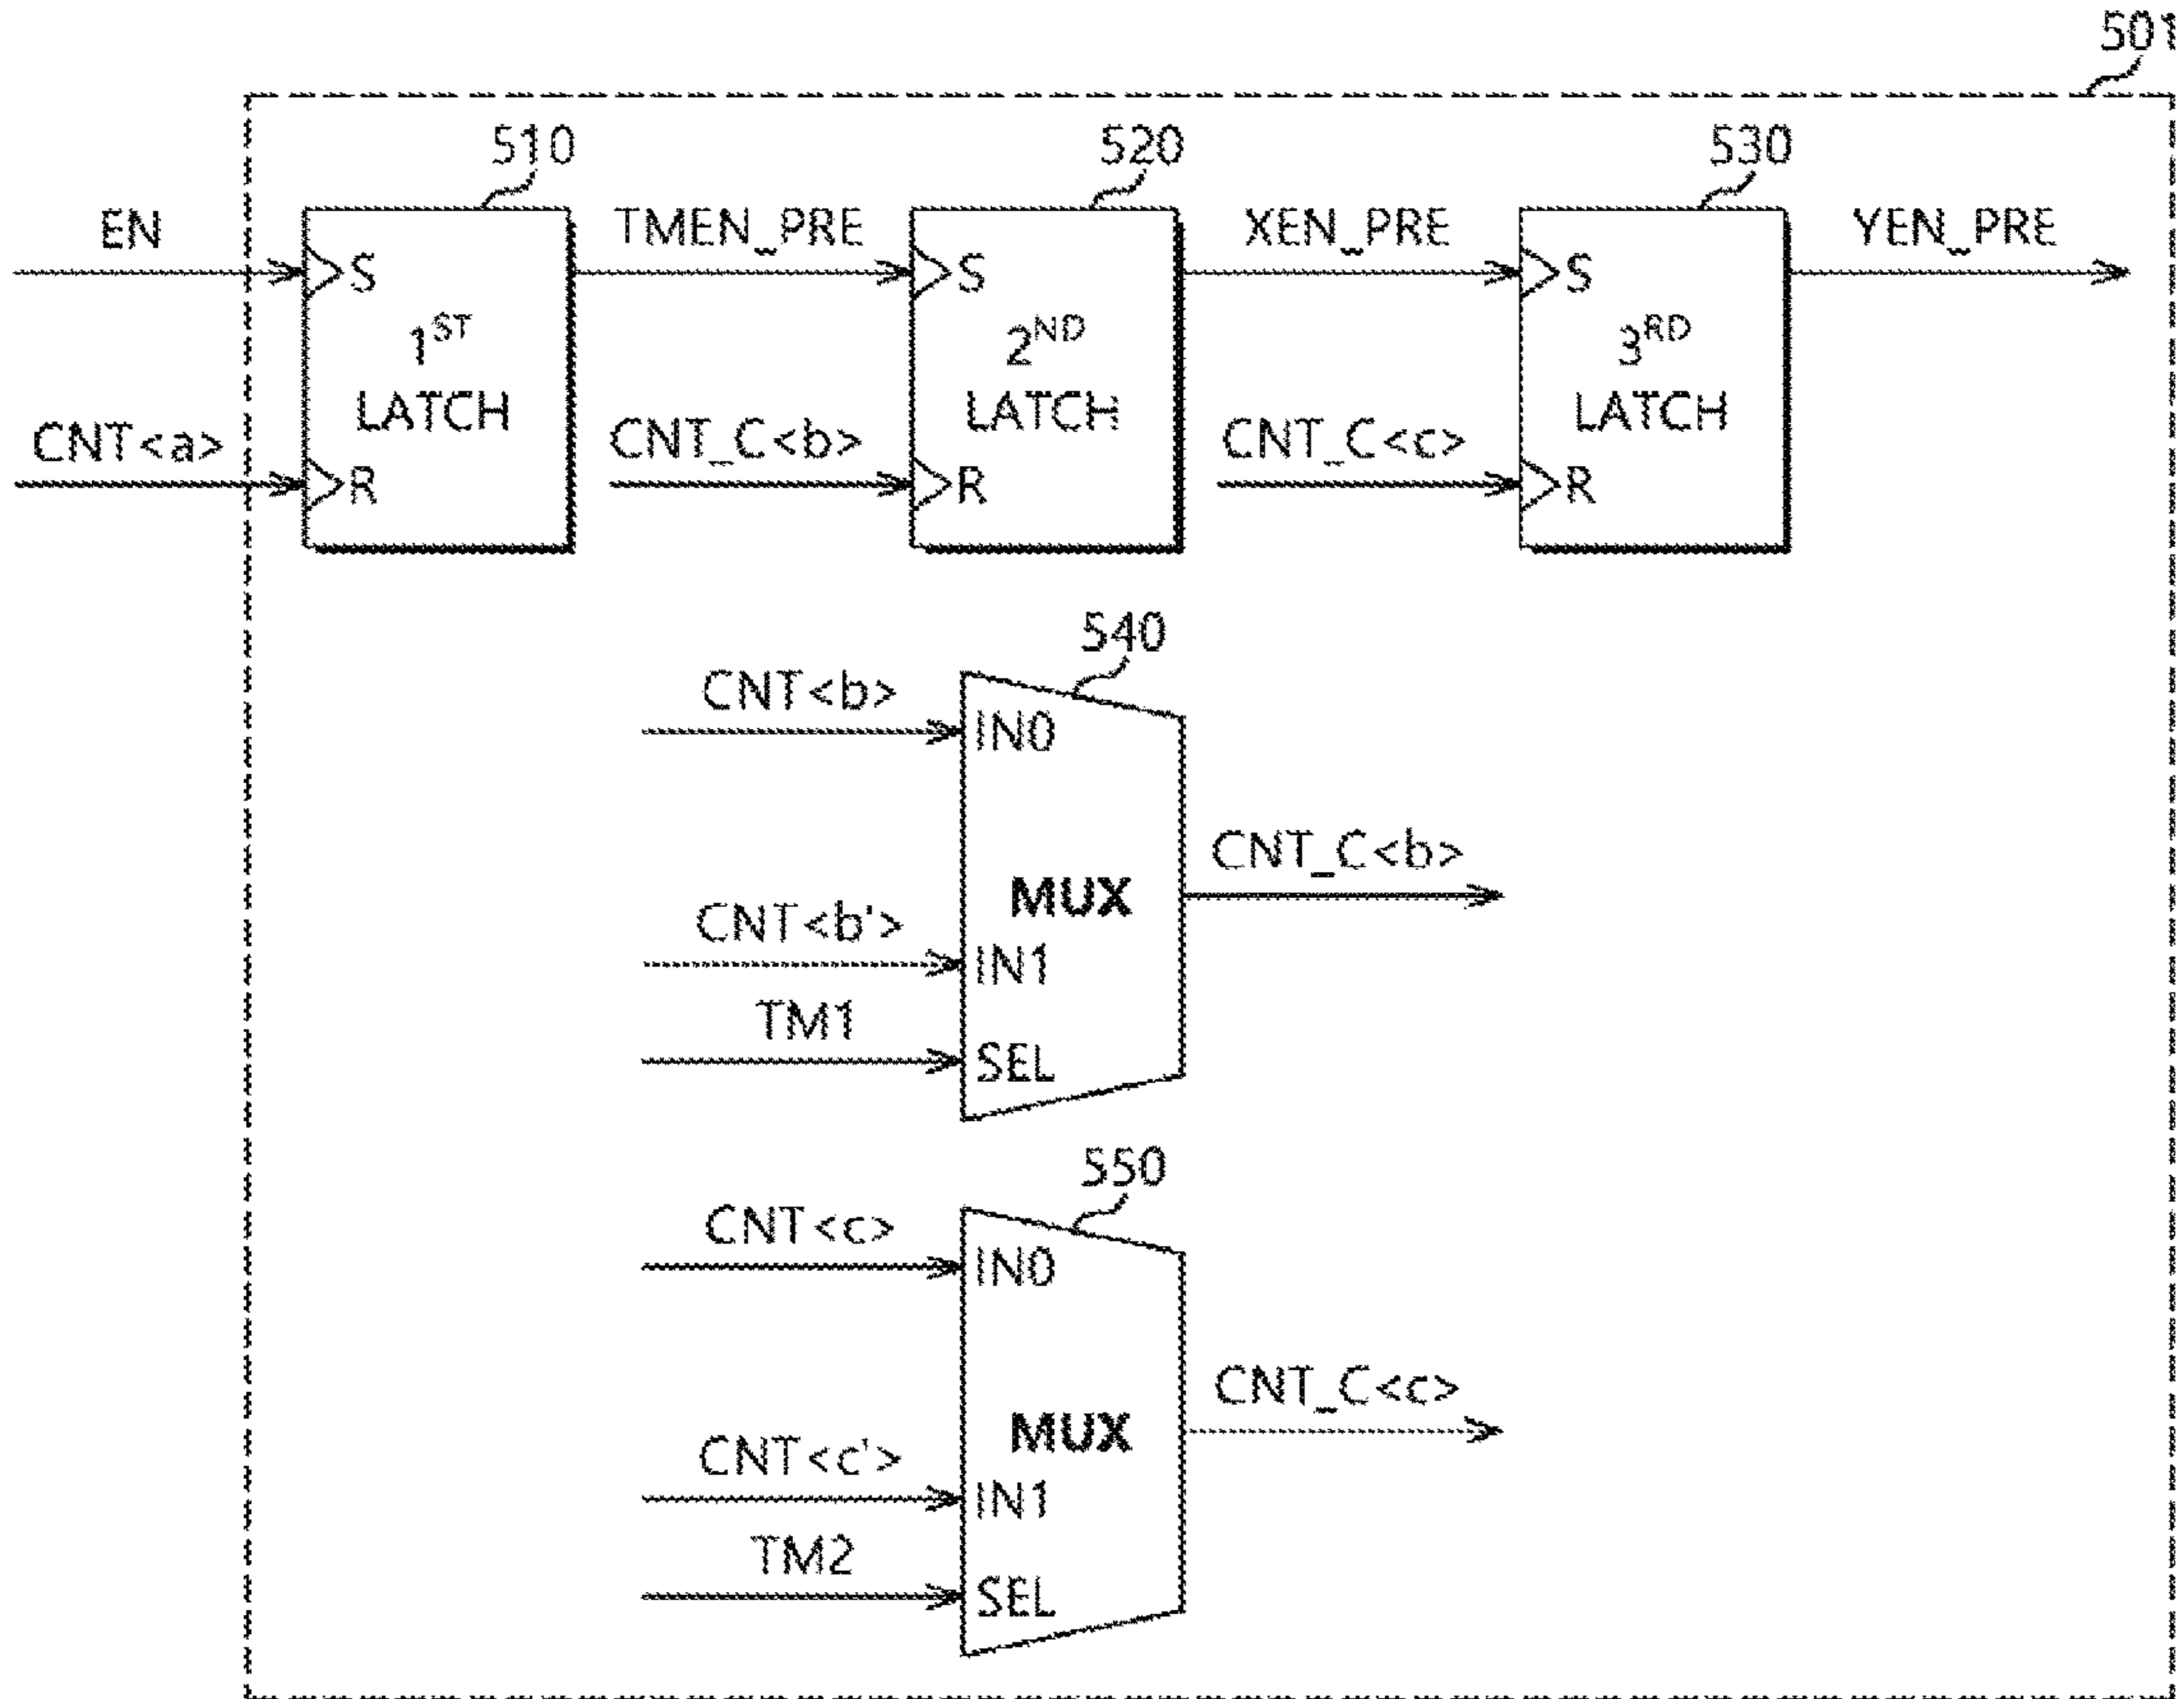 501
510
520
530
EN
TMEN_PRE
XEN_PRE
YEN_PRE
S
S
S
1ST
LATCH
2ND
LATCH
3RD
LATCH
CNT<a>
CNT_C<b>
CNT_C<c>
R
R
R
540
CNT<b>
IN0
MUX
CNT_C<b>
CNT<b'>
IN1
TM1
SEL
550
CNT<c>
IN0
MUX
CNT_C<c>
CNT<c'>
IN1
TM2
SEL